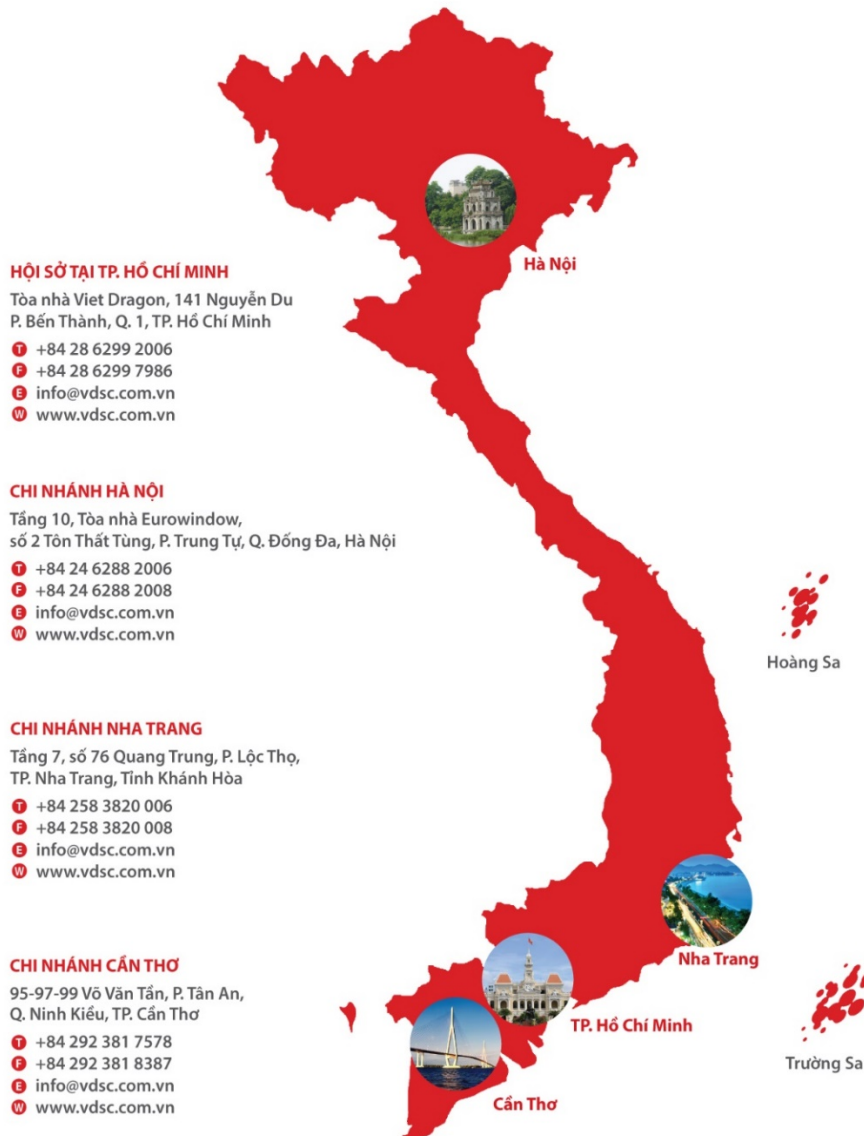 Hà Nội
HỘI SỞ TẠI TP. HỒ CHÍ MINH
Tòa nhà Viet Dragon, 141 Nguyễn Du
P. Bến Thành, Q. 1, TP. Hồ Chí Minh
T +84 28 6299 2006
F +84 28 6299 7986
E info@vdsc.com.vn
W www.vdsc.com.vn
CHI NHÁNH HÀ NỘI
Tầng 10, Tòa nhà Eurowindow,
số 2 Tôn Thất Tùng, P. Trung Tự, Q. Đống Đa, Hà Nội
T +84 24 6288 2006
F +84 24 6288 2008
E info@vdsc.com.vn
W www.vdsc.com.vn
Hoàng Sa
CHI NHÁNH NHA TRANG
Tầng 7, số 76 Quang Trung, P. Lộc Thọ,
TP. Nha Trang, Tỉnh Khánh Hòa
T +84 258 3820 006
F +84 258 3820 008
E info@vdsc.com.vn
W www.vdsc.com.vn
Nha Trang
CHI NHÁNH CẦN THƠ
95-97-99 Võ Văn Tần, P. Tân An,
Q. Ninh Kiều, TP. Cần Thơ
T +84 292 381 7578
F +84 292 381 8387
E info@vdsc.com.vn
W www.vdsc.com.vn
TP. Hồ Chí Minh
Trường Sa
Cần Thơ